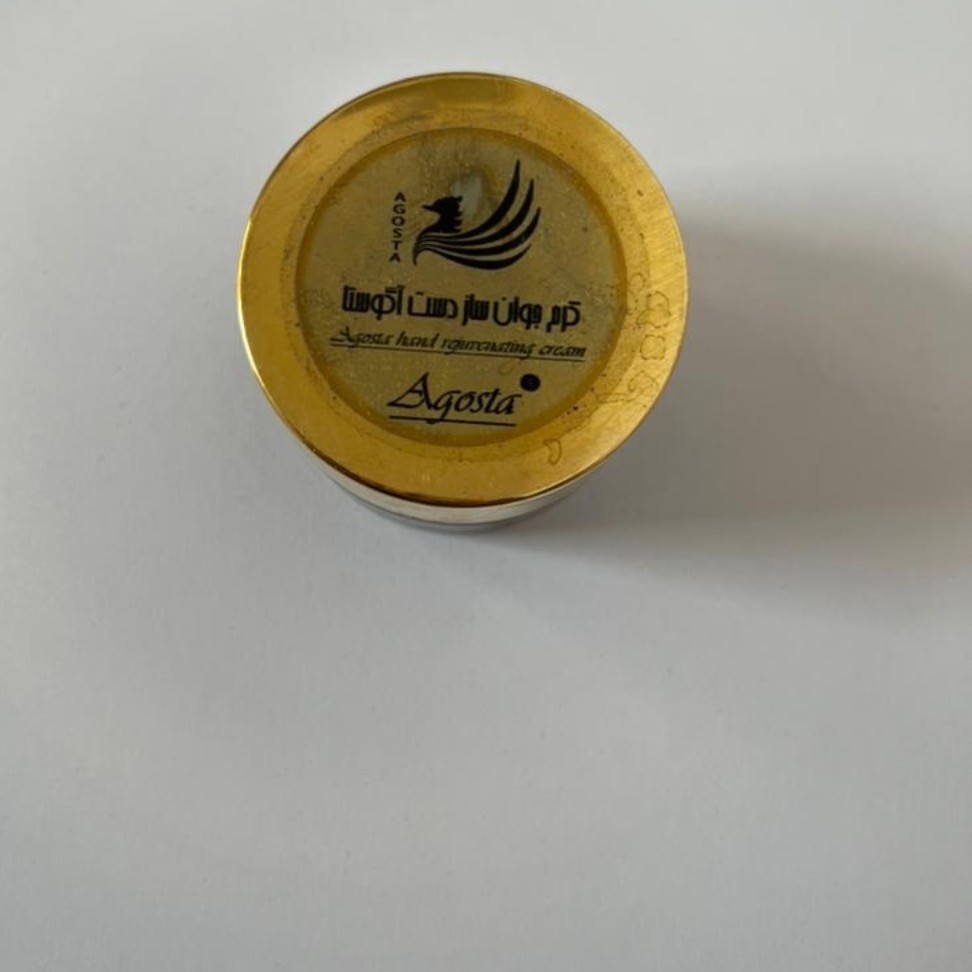 AGOSTA
کرم جوان ساز دست آگوستا
Agosta hand rejuvenating cream
Agosta